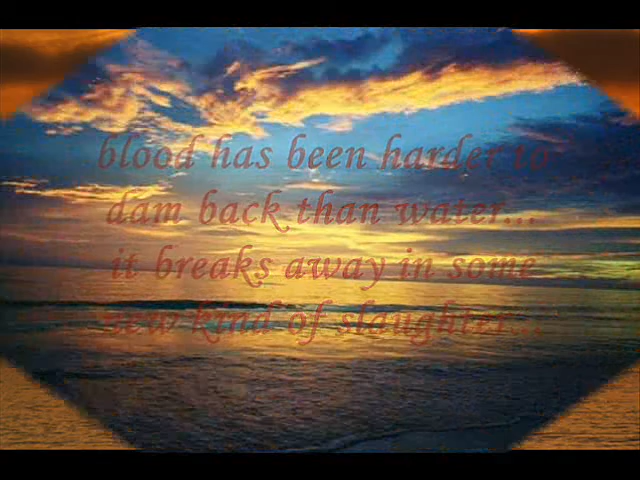 blood has been harder to
dam back than water...
it breaks away in some
new kind of slaughter...